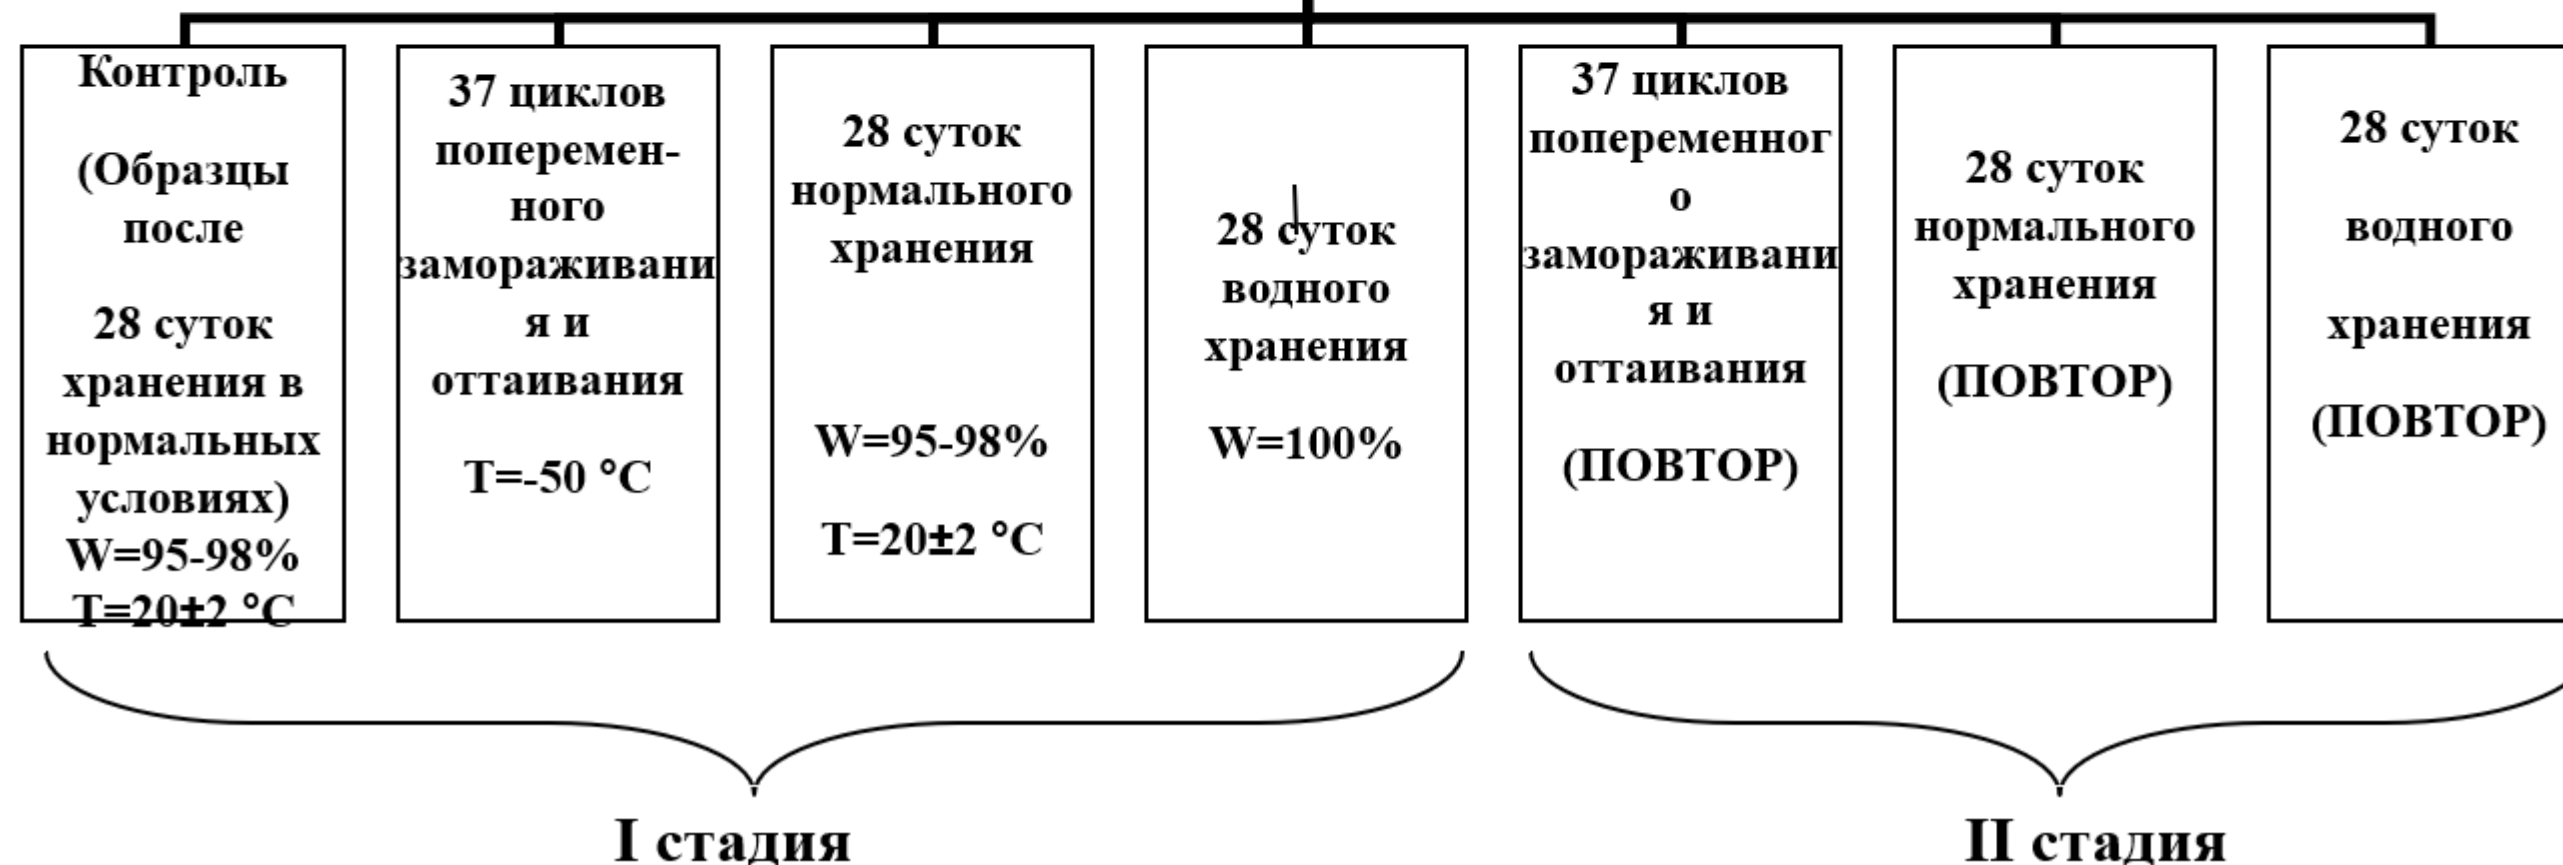 Контроль
(Образцы
после
28 суток
хранения в
нормальных
условиях)
W=95-98%
T=20±2 °C
37 циклов
поперемен-
ного
замораживани
я и
оттаивания
T=-50 °C
28 суток
нормального
хранения
W=95-98%
T=20±2 °C
28 суток
водного
хранения
W=100%
37 циклов
попеременног
о
замораживани
я и
оттаивания
(ПОВТОР)
28 суток
нормального
хранения
(ПОВТОР)
28 суток
водного
хранения
(ПОВТОР)
I стадия
II стадия